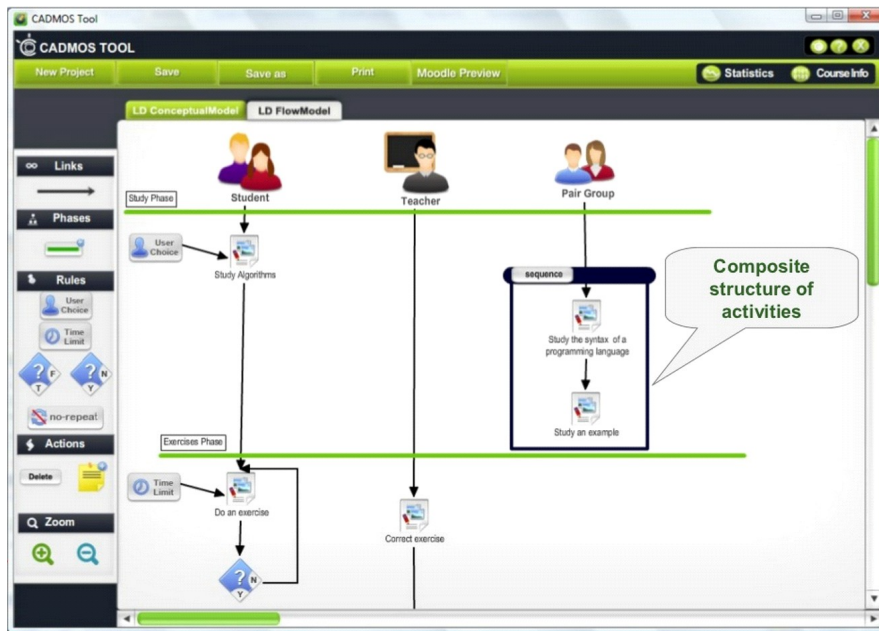 CADMOS Tool
CADMOS TOOL
New Project
Save
Save as
Print
Moodle Preview
Statistics
Course Info
LD ConceptualModel
LD FlowModel
Links
Phases
Rules
User
Choice
Time
Limit
? F
T
? N
Y
no-repeat
Actions
Delete
Zoom
Student
Teacher
Pair Group
Study Phase
User
Choice
Study Algorithms
sequence
Study the syntax of a
programming language
Study an example
Composite
structure of
activities
Exercises Phase
Time
Limit
Do an exercise
Correct exercise
? N
Y